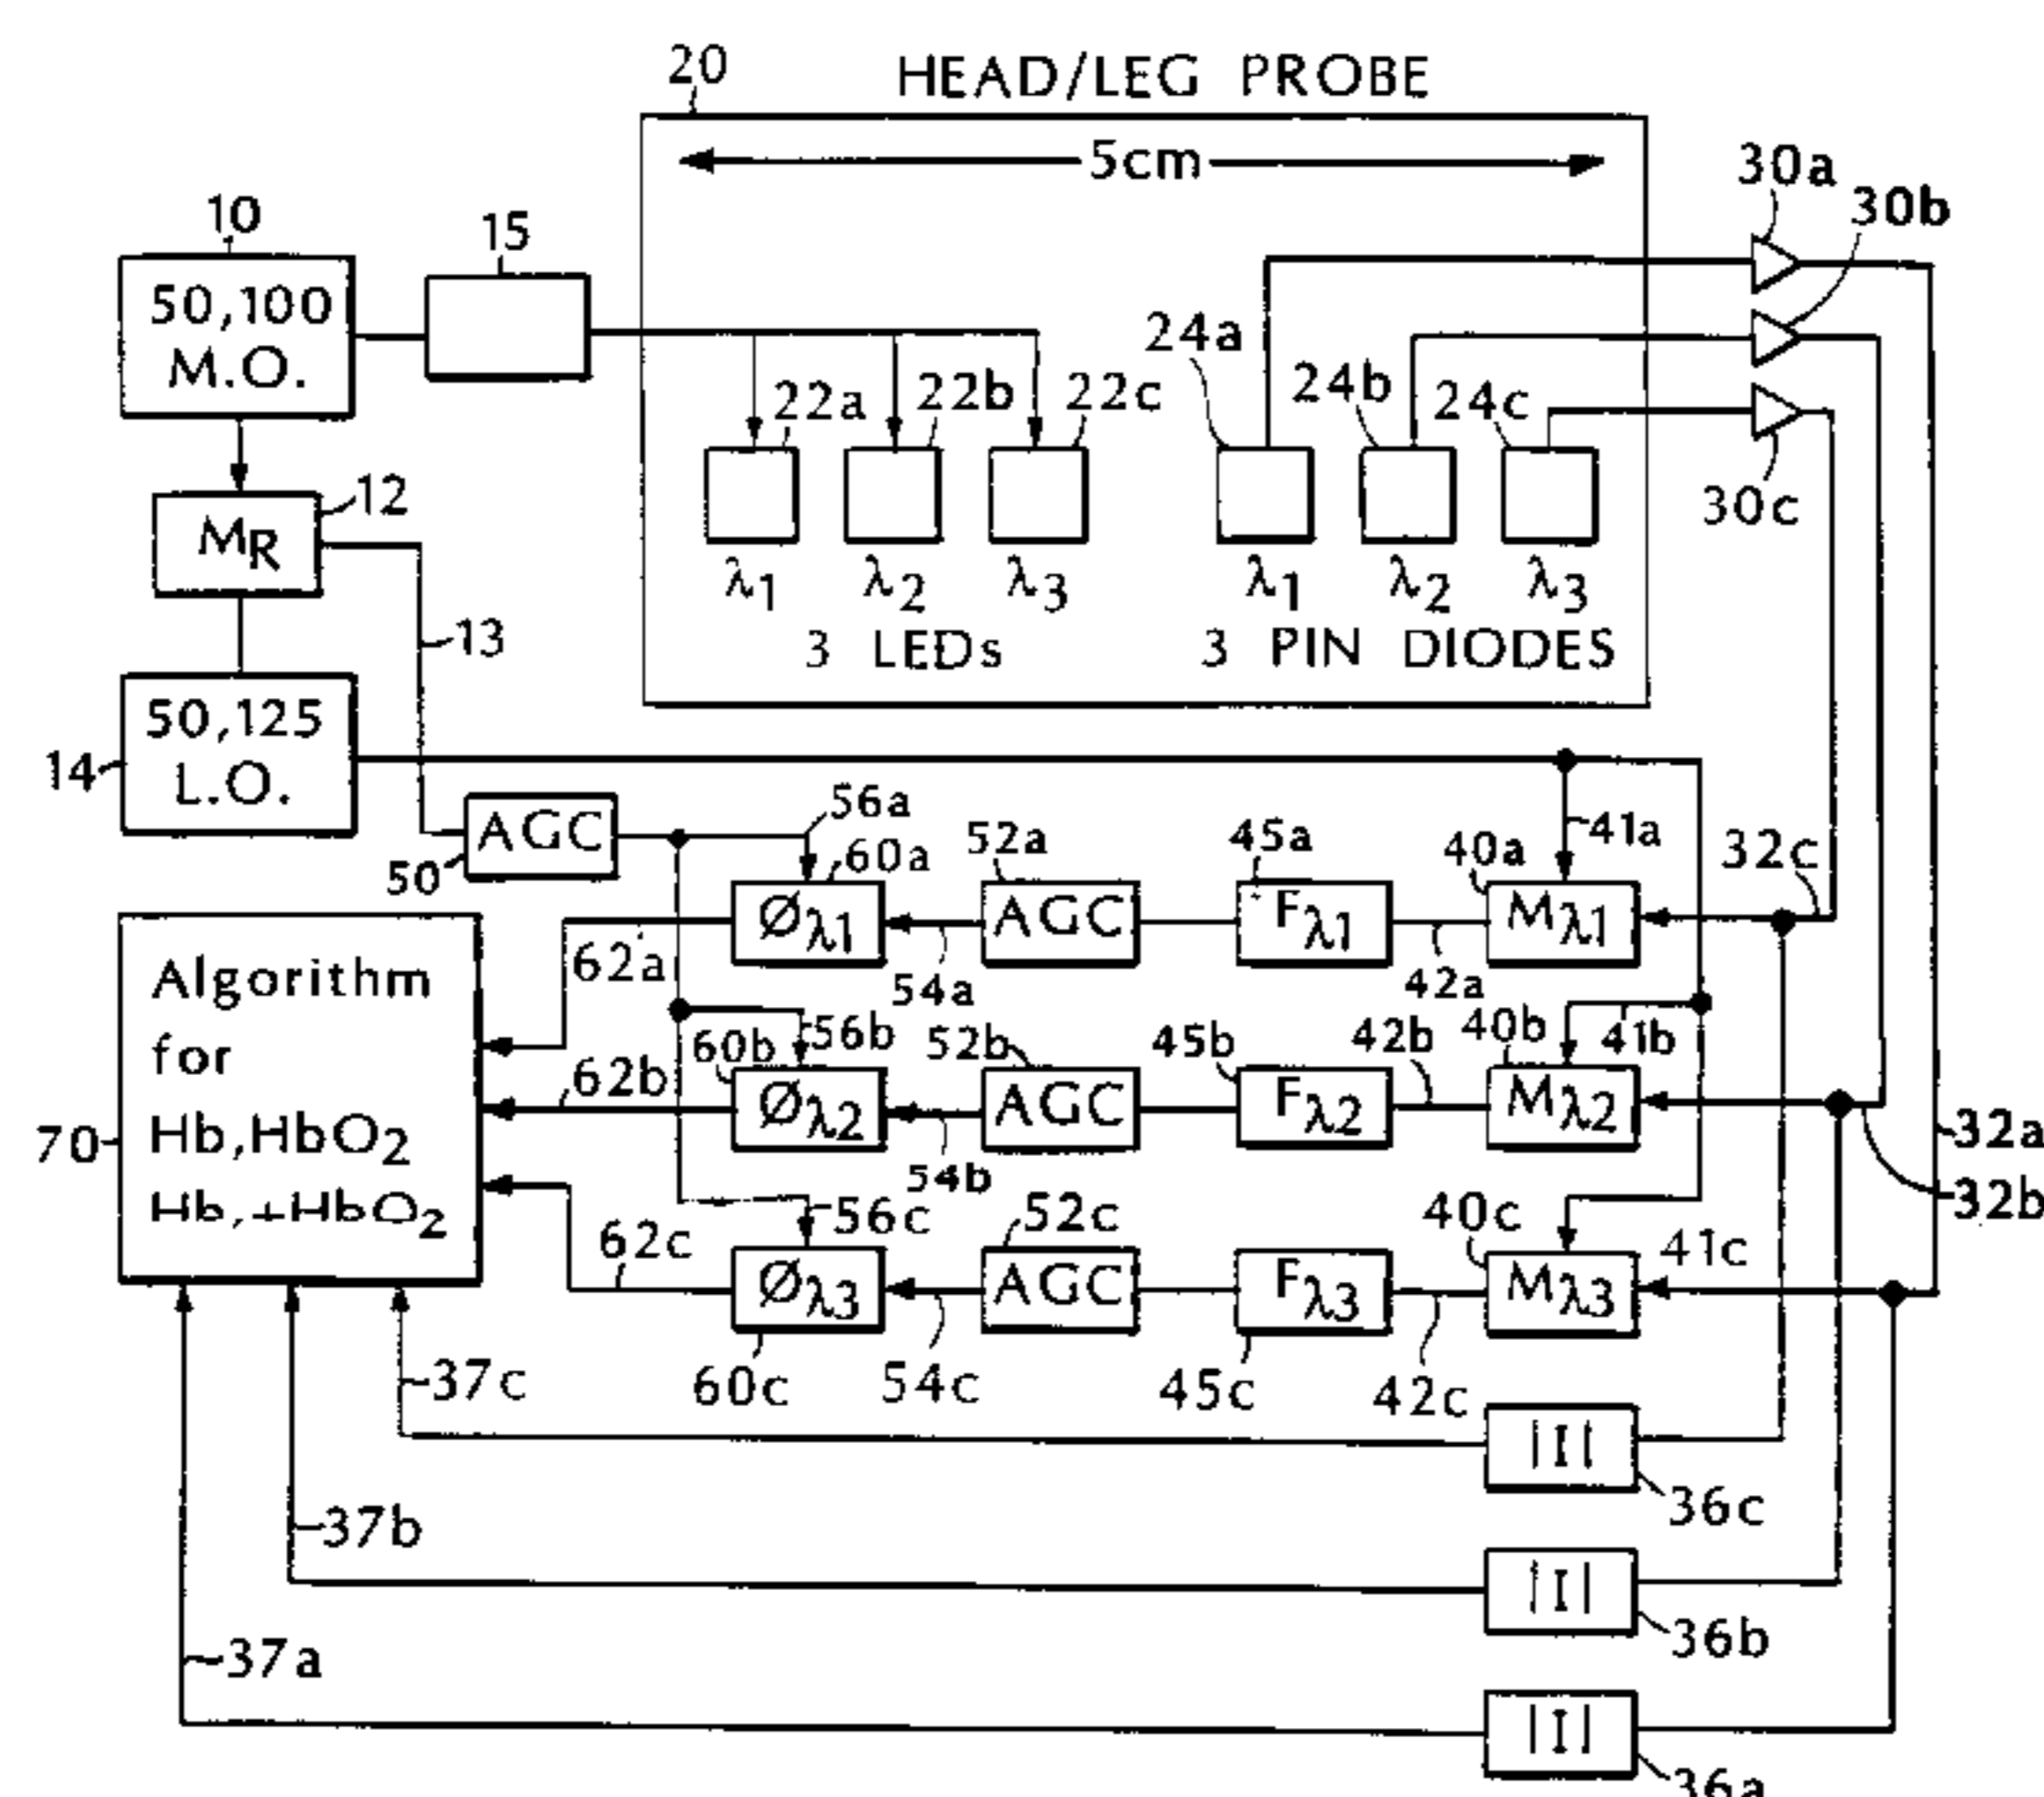 20 HEAD/LEG PROBE
5cm
30a
30b
10
15
50,100
M.O.
24a
22a 22b 22c
24b 24c
30c
12
MR
λ1 λ2 λ3 λ1 λ2 λ3
13
3 LEDs 3 PIN DIODES
50,125
L.O.
14
56a
41a
AGC
50
60a 52a 45a 40a 32c
Øλ1 AGC Fλ1 Mλ1
62a 54a 42a
Algorithm
for
Hb,HbO2
Hb,+HbO2
70
56b 41b
60b 52b 45b 42b 40b
62b
Øλ2 AGC Fλ2 Mλ2
54b
32a
32b
56c 52c 40c 41c
62c
Øλ3 AGC Fλ3 Mλ3
60c 54c 45c 42c
37c
|I|
36c
37b
|I|
36b
37a
|I|
36a